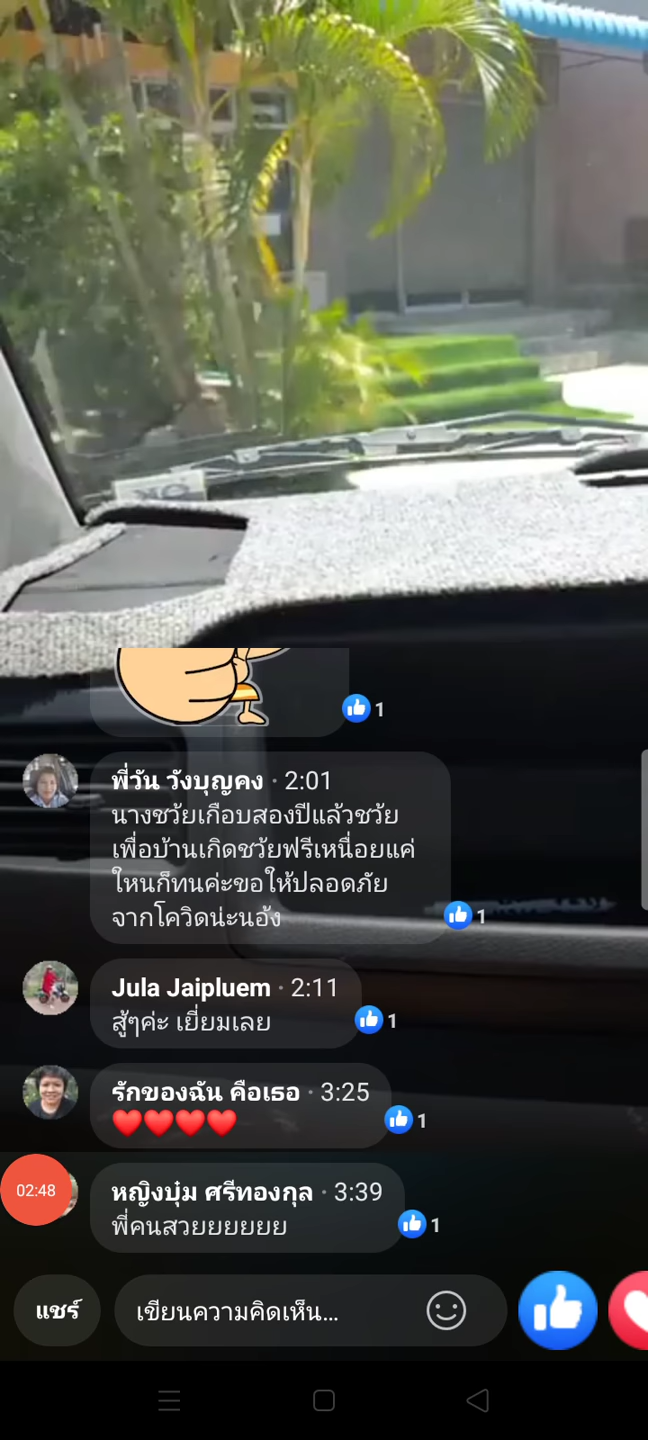 1
พี่วัน วังบุญคง · 2:01
นางชวัยเกือบสองปีแล้วชวัย
เพื่อบ้านเกิดชวัยฟรีเหนื่อยแค่
ใหนก็ทนค่ะขอให้ปลอดภัย
จากโควิดน่ะนอ้ง
1
Jula Jaipluem · 2:11
สู้ๆค่ะ เยี่ยมเลย
1
รักของฉัน คือเธอ · 3:25
❤️❤️❤️❤️
1
02:48
หญิงบุ๋ม ศรีทองกุล · 3:39
พี่คนสวยยยยยยย
1
แชร์
เขียนความคิดเห็น...